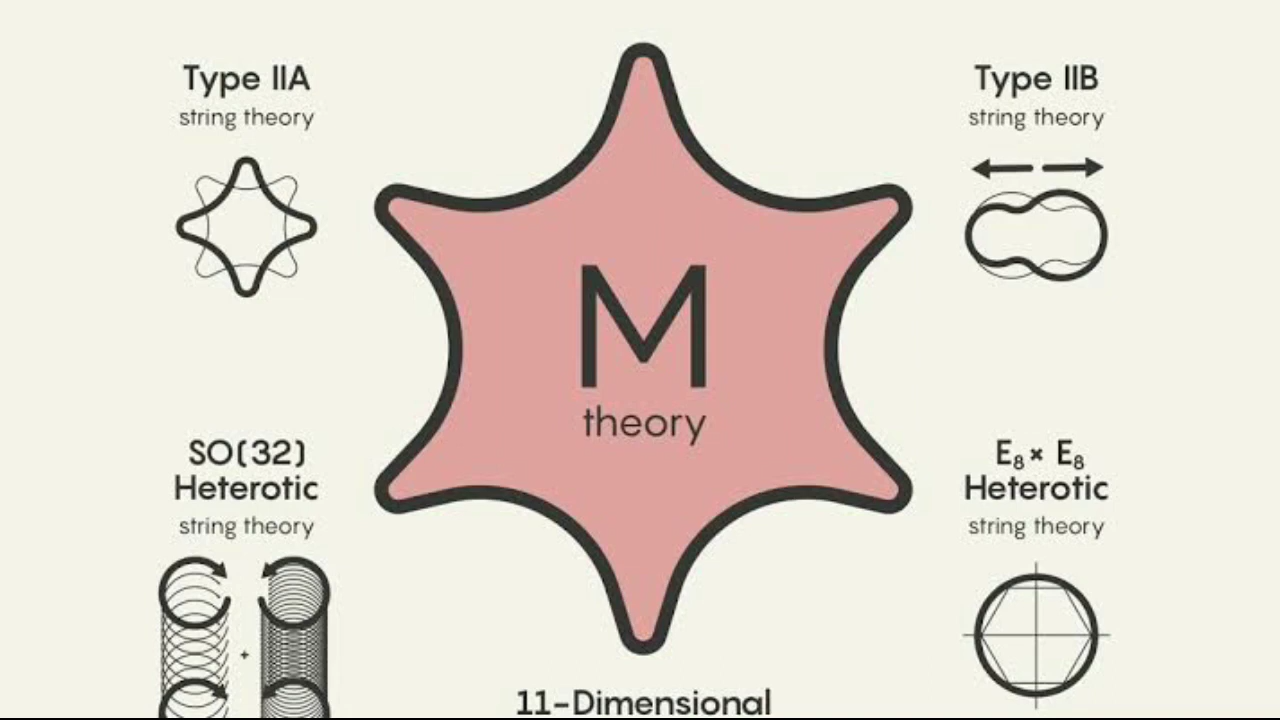 Type IIA
string theory
Type IIB
string theory
M
theory
SO(32)
Heterotic
string theory
E₈ × E₈
Heterotic
string theory
+
11-Dimensional